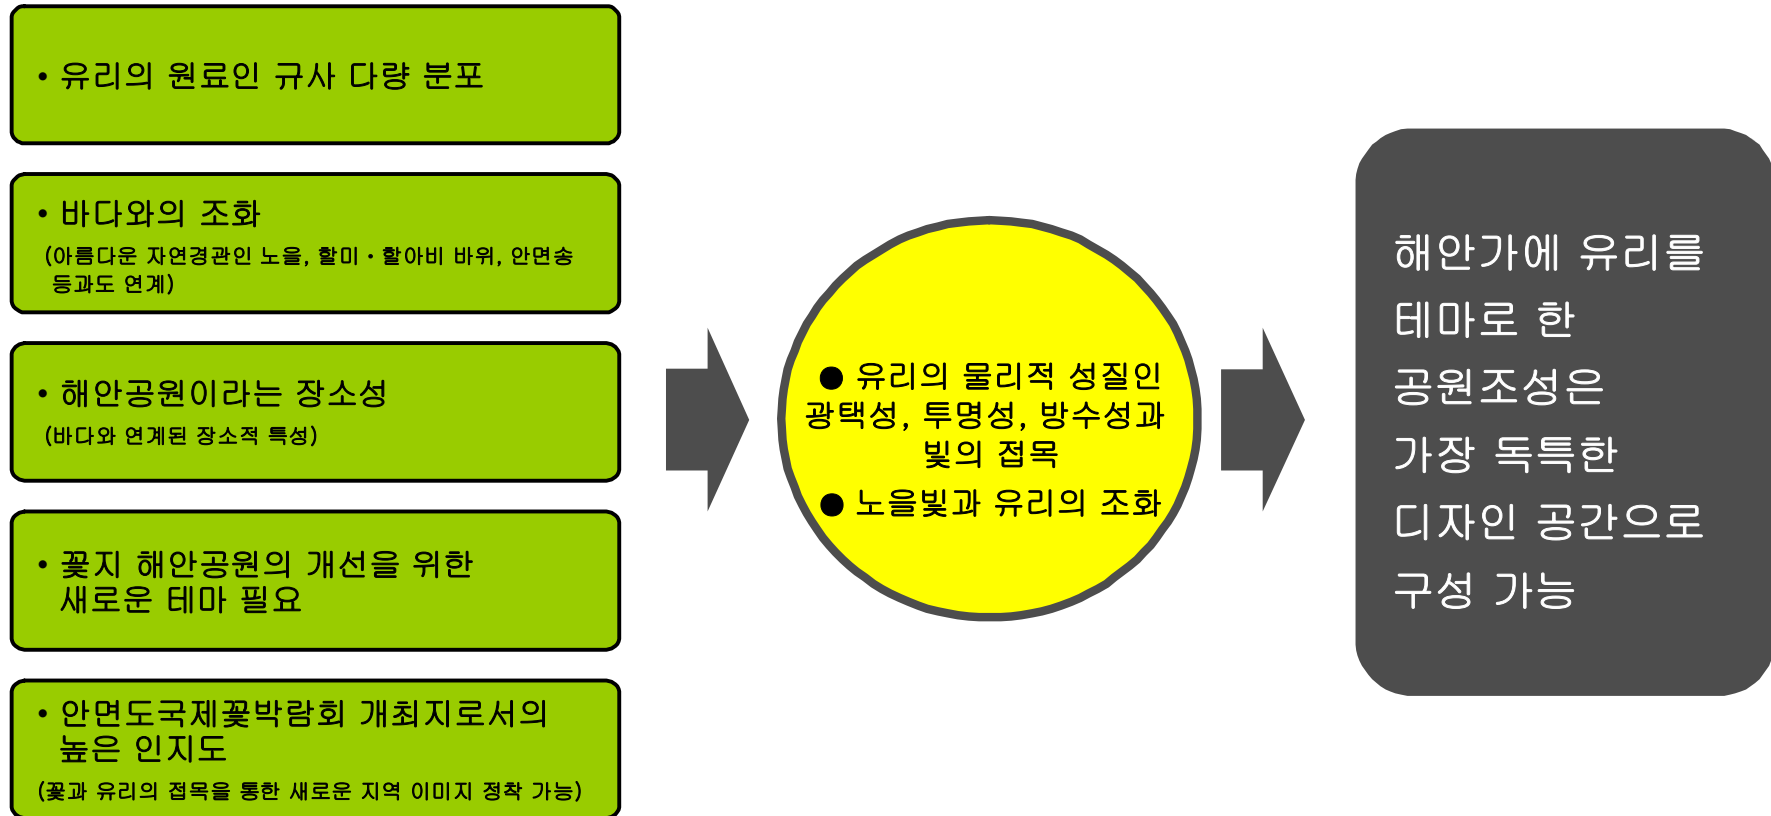 • 유리의 원료인 규사 다량 분포
• 바다와의 조화
(아름다운 자연경관인 노을, 할미・할아비 바위, 안면송
등과도 연계)
• 해안공원이라는 장소성
(바다와 연계된 장소적 특성)
• 꽃지 해안공원의 개선을 위한
새로운 테마 필요
• 안면도국제꽃박람회 개최지로서의
높은 인지도
(꽃과 유리의 접목을 통한 새로운 지역 이미지 정착 가능)
● 유리의 물리적 성질인
광택성, 투명성, 방수성과
빛의 접목
● 노을빛과 유리의 조화
해안가에 유리를
테마로 한
공원조성은
가장 독특한
디자인 공간으로
구성 가능